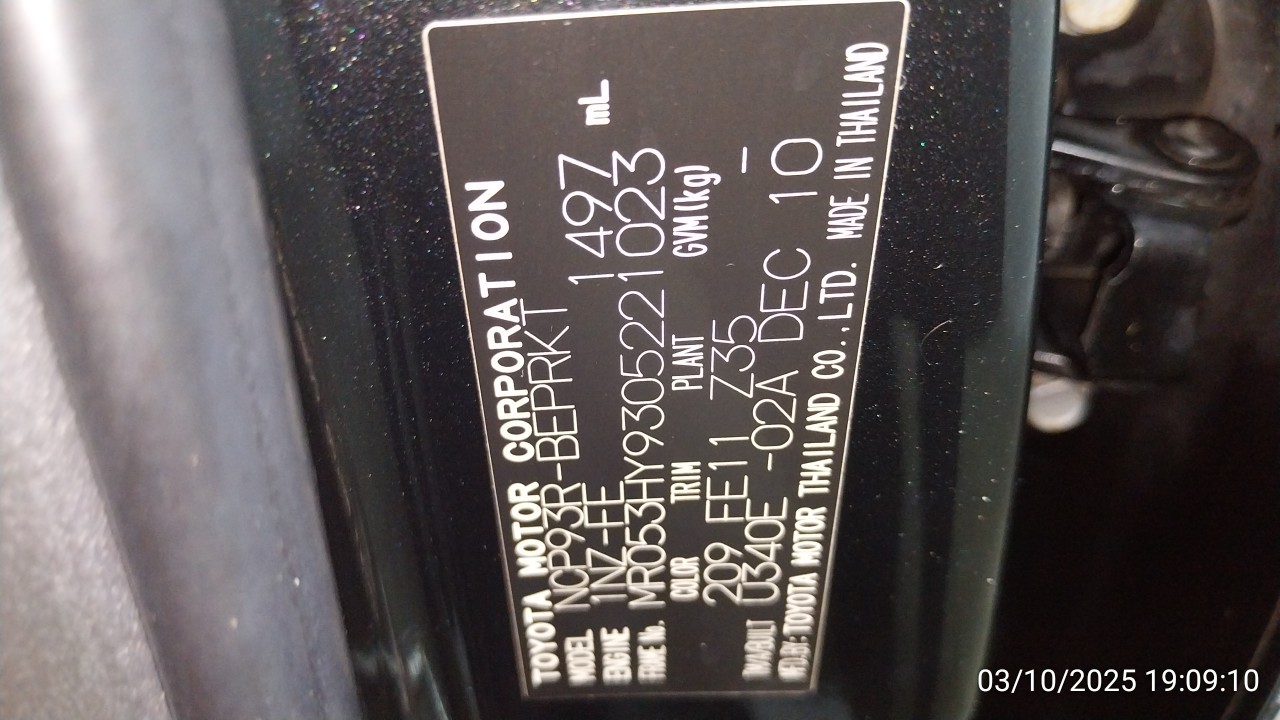 TOYOTA MOTOR CORPORATION
MODEL NCP93R-BEPRKT
ENGINE 1NZ-FE 1497 mL
FRAME No. MR053HY9305221023
COLOR TRIM PLANT GVM(kg)
209 FE11 Z35 -
TM/A/BUILT U340E -02A DEC 10
MFD.BY: TOYOTA MOTOR THAILAND CO.,LTD. MADE IN THAILAND
03/10/2025 19:09:10